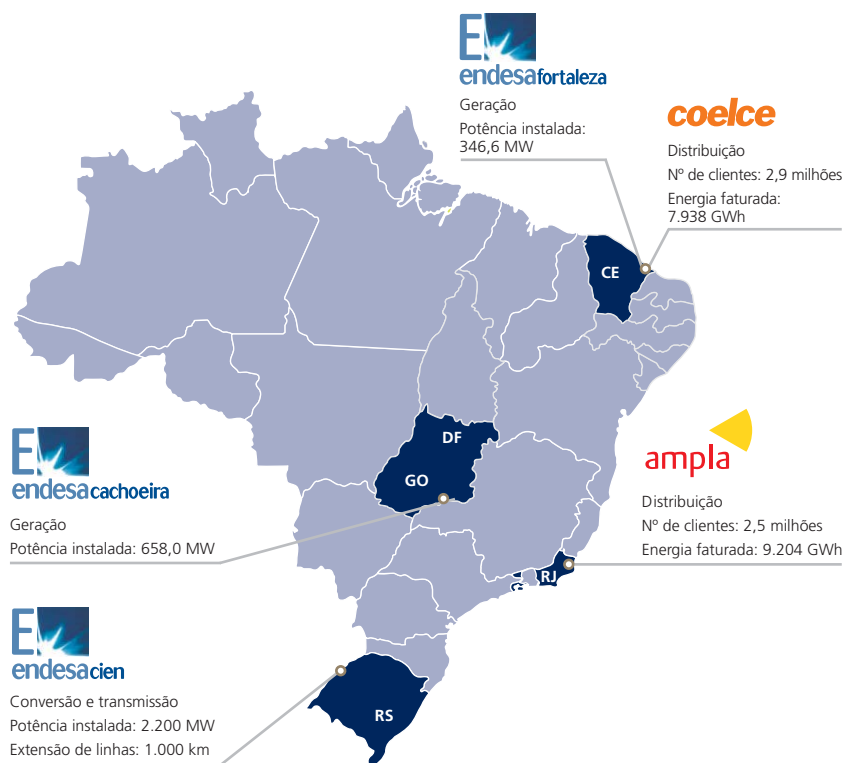 E
endesafortaleza
Geração
Potência instalada:
346,6 MW
coelce
Distribuição
Nº de clientes: 2,9 milhões
Energia faturada:
7.938 GWh
CE
DF
GO
E
endesacachoeira
Geração
Potência instalada: 658,0 MW
ampla
Distribuição
Nº de clientes: 2,5 milhões
Energia faturada: 9.204 GWh
RJ
E
endesacien
Conversão e transmissão
Potência instalada: 2.200 MW
Extensão de linhas: 1.000 km
RS